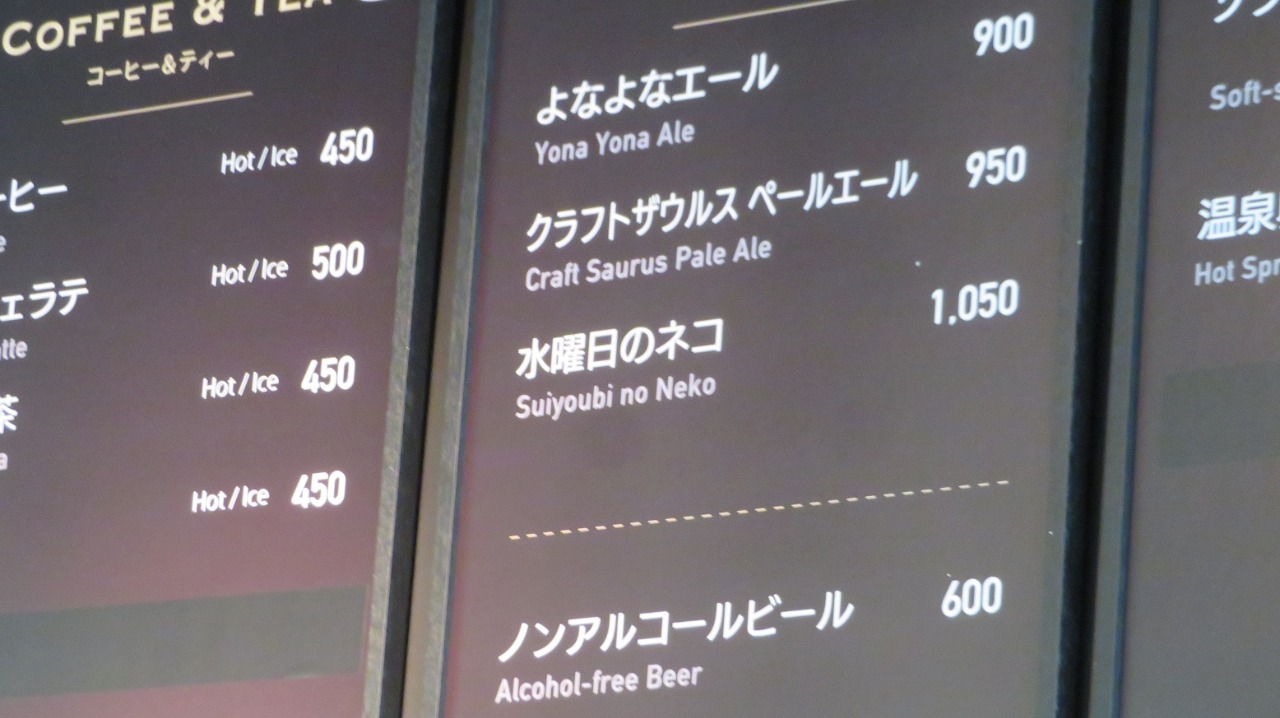 COFFEE & TEA
コーヒー&ティー
Hot/Ice 450
Hot/Ice 500
ェラテ
Hot/Ice 450
茶
Hot/Ice 450
よなよなエール 900
Yona Yona Ale
クラフトザウルス ペールエール 950
Craft Saurus Pale Ale
水曜日のネコ 1,050
Suiyoubi no Neko
ノンアルコールビール 600
Alcohol-free Beer
Soft-s
温泉
Hot Spr